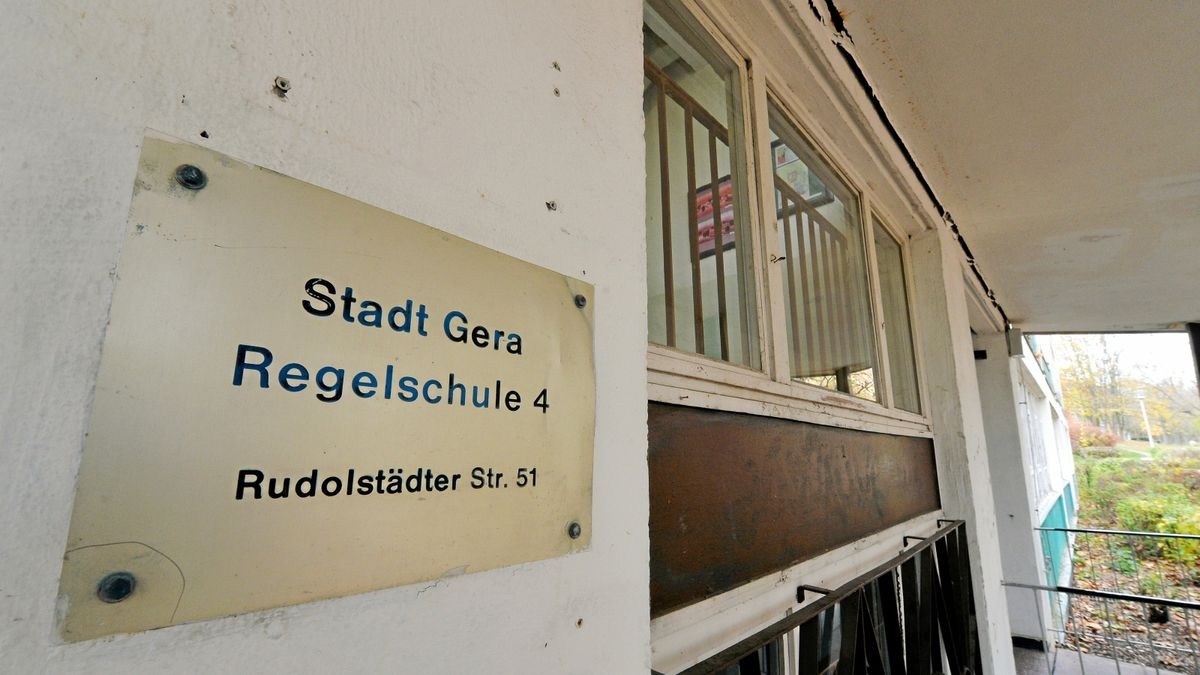 Stadt Gera
Regelschule 4
Rudolstädter Str. 51